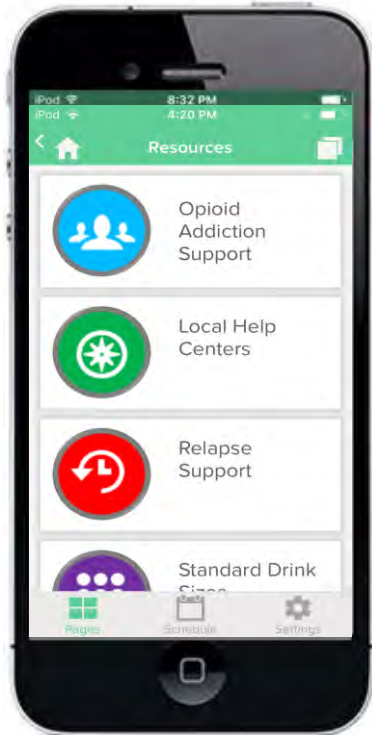 iPod 8:32 PM
iPod 4:20 PM
Resources
Opioid
Addiction
Support
Local Help
Centers
Relapse
Support
Standard Drink
Sizes
Pages Schedule Settings